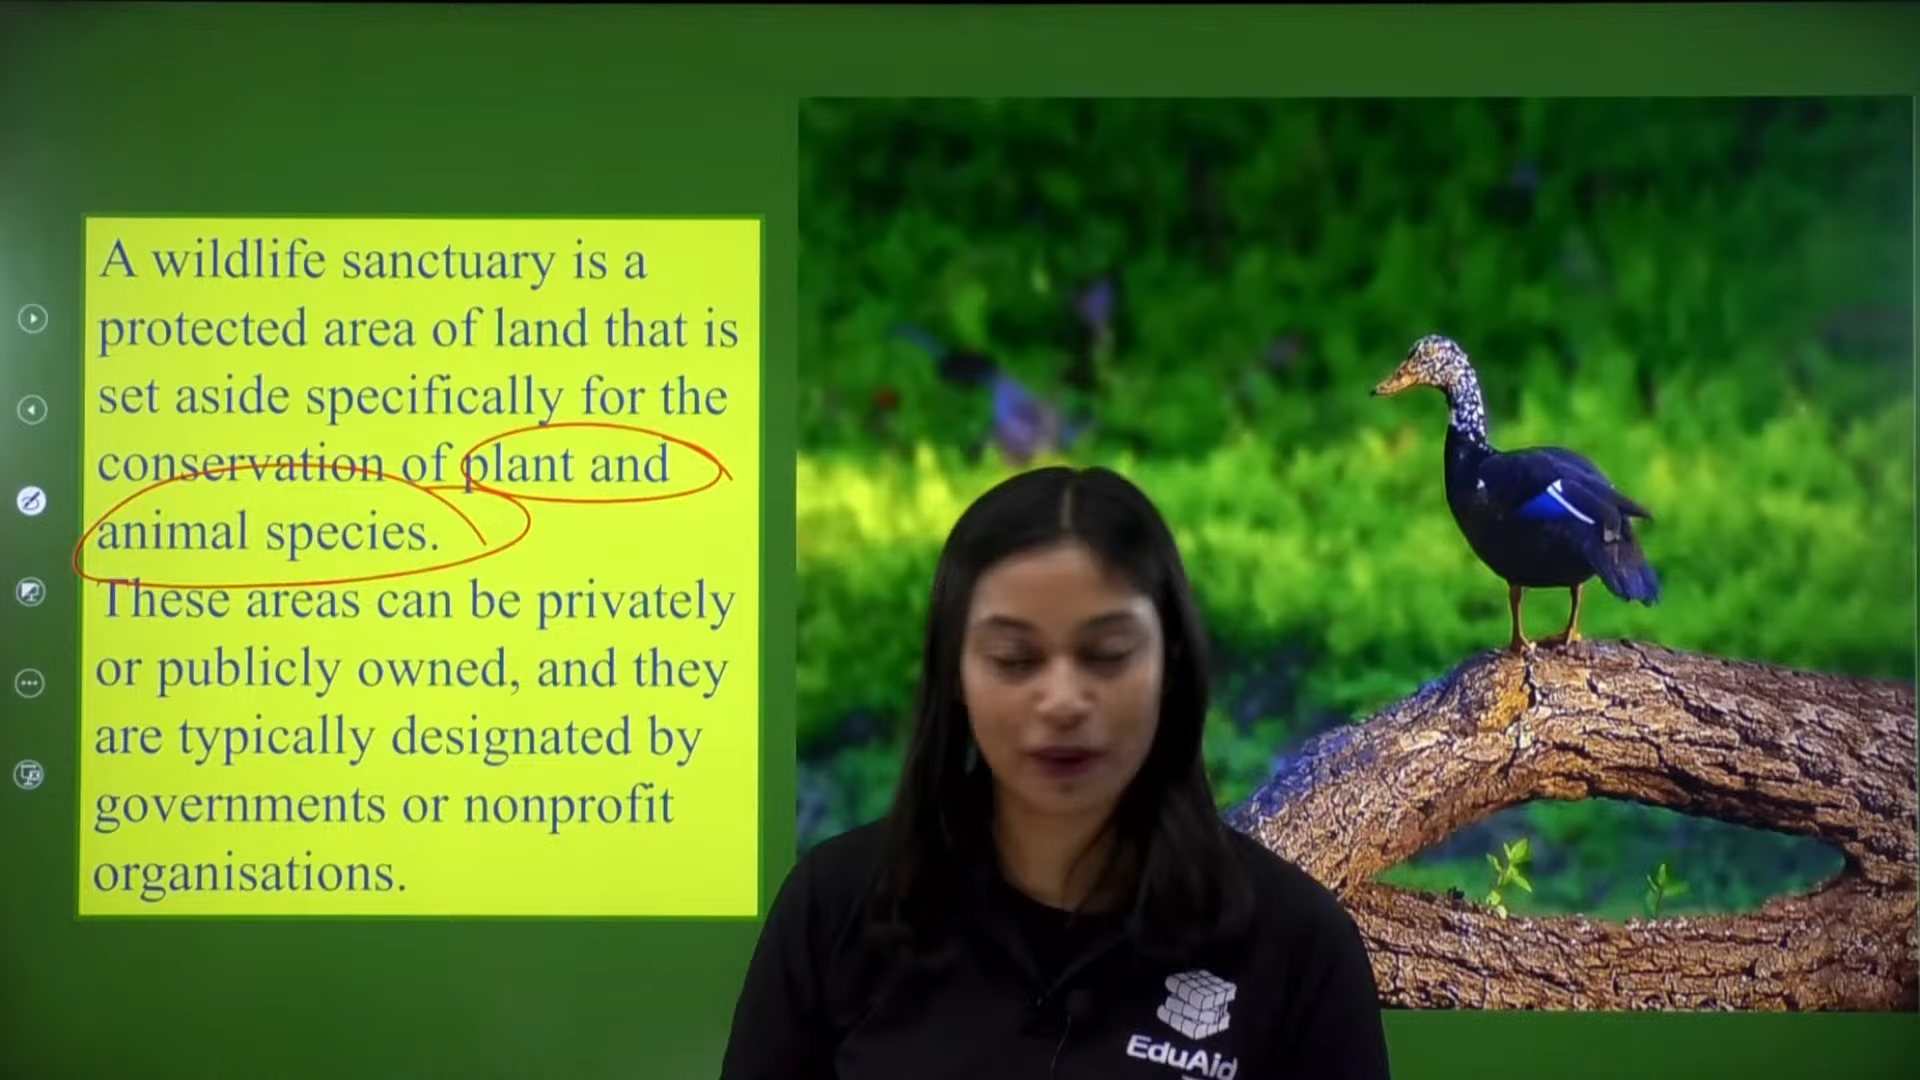 A wildlife sanctuary is a
protected area of land that is
set aside specifically for the
conservation of plant and
animal species.
These areas can be privately
or publicly owned, and they
are typically designated by
governments or nonprofit
organisations.
EduAid